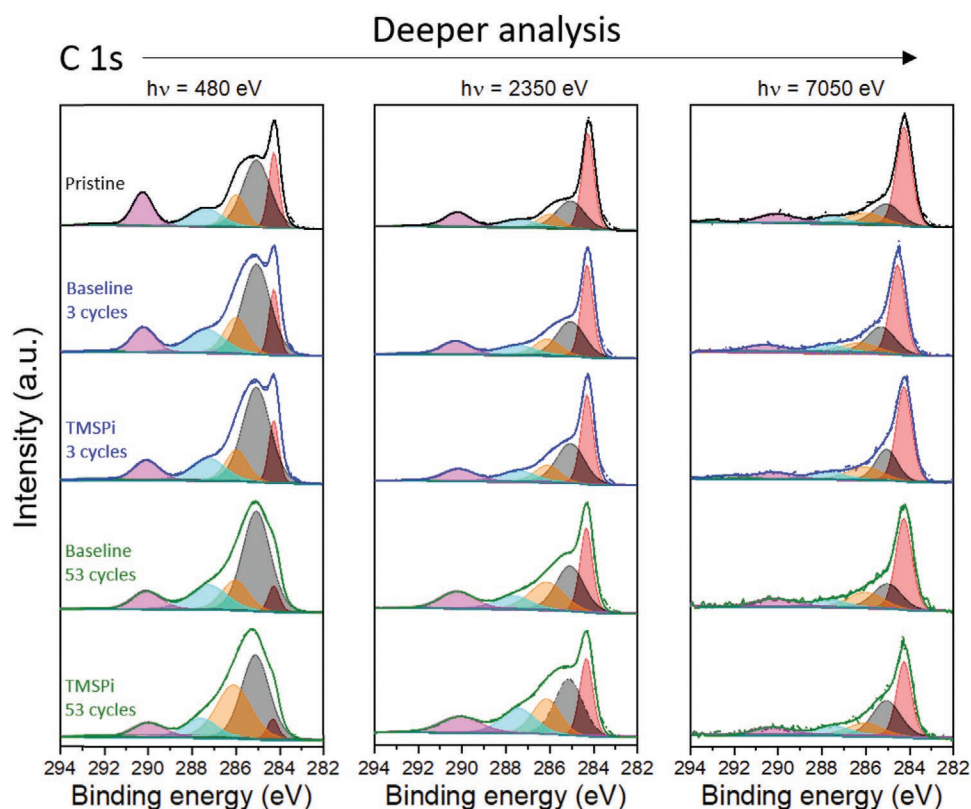 Deeper analysis
C 1s
hν = 480 eV
hν = 2350 eV
hν = 7050 eV
Intensity (a.u.)
Pristine
Baseline
3 cycles
TMSPi
3 cycles
Baseline
53 cycles
TMSPi
53 cycles
294 292 290 288 286 284 282
294 292 290 288 286 284 282
294 292 290 288 286 284 282
Binding energy (eV)
Binding energy (eV)
Binding energy (eV)